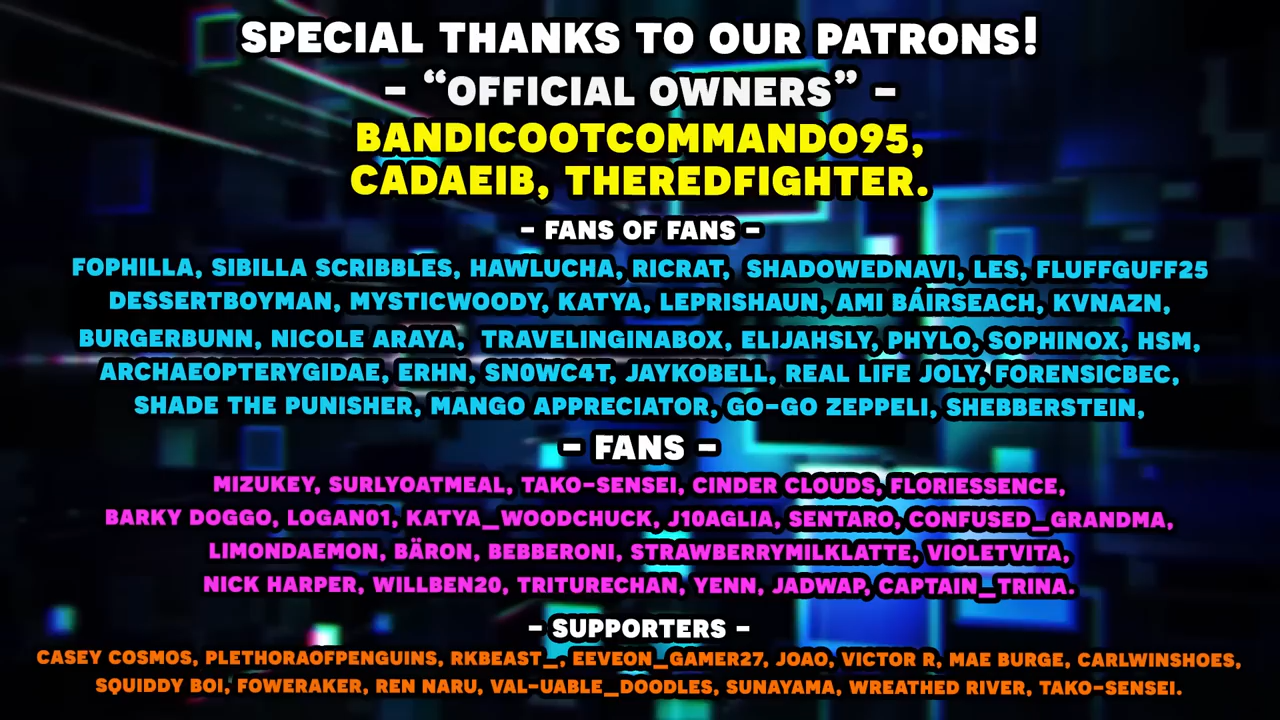 SPECIAL THANKS TO OUR PATRONS!
- “OFFICIAL OWNERS” -
BANDICOOTCOMMANDO95,
CADAEIB, THEREDFIGHTER.
- FANS OF FANS -
FOPHILLA, SIBILLA SCRIBBLES, HAWLUCHA, RICRAT, SHADOWEDNAVI, LES, FLUFFGUFF25
DESSERTBOYMAN, MYSTICWOODY, KATYA, LEPRISHAUN, AMI BÁIRSEACH, KVNAZN,
BURGERBUNN, NICOLE ARAYA, TRAVELINGINABOX, ELIJAHSLY, PHYLO, SOPHINOX, HSM,
ARCHAEOPTERYGIDAE, ERHN, SN0WC4T, JAYKOBELL, REAL LIFE JOLY, FORENSICBEC,
SHADE THE PUNISHER, MANGO APPRECIATOR, GO-GO ZEPPELI, SHEBBERSTEIN,
- FANS -
MIZUKEY, SURLYOATMEAL, TAKO-SENSEI, CINDER CLOUDS, FLORIESSENCE,
BARKY DOGGO, LOGAN01, KATYA_WOODCHUCK, J10AGLIA, SENTARO, CONFUSED_GRANDMA,
LIMONDAEMON, BÄRON, BEBBERONI, STRAWBERRYMILKLATTE, VIOLETVITA,
NICK HARPER, WILLBEN20, TRITURECHAN, YENN, JADWAP, CAPTAIN_TRINA.
- SUPPORTERS -
CASEY COSMOS, PLETHORAOFPENGUINS, RKBEAST_, EEVEON_GAMER27, JOAO, VICTOR R, MAE BURGE, CARLWINSHOES,
SQUIDDY BOI, FOWERAKER, REN NARU, VAL-UABLE_DOODLES, SUNAYAMA, WREATHED RIVER, TAKO-SENSEI.